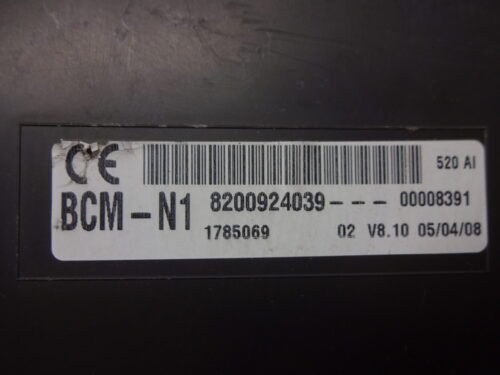 CE 520 AI
BCM-N1 8200924039--- 00008391
1785069 02 V8.10 05/04/08